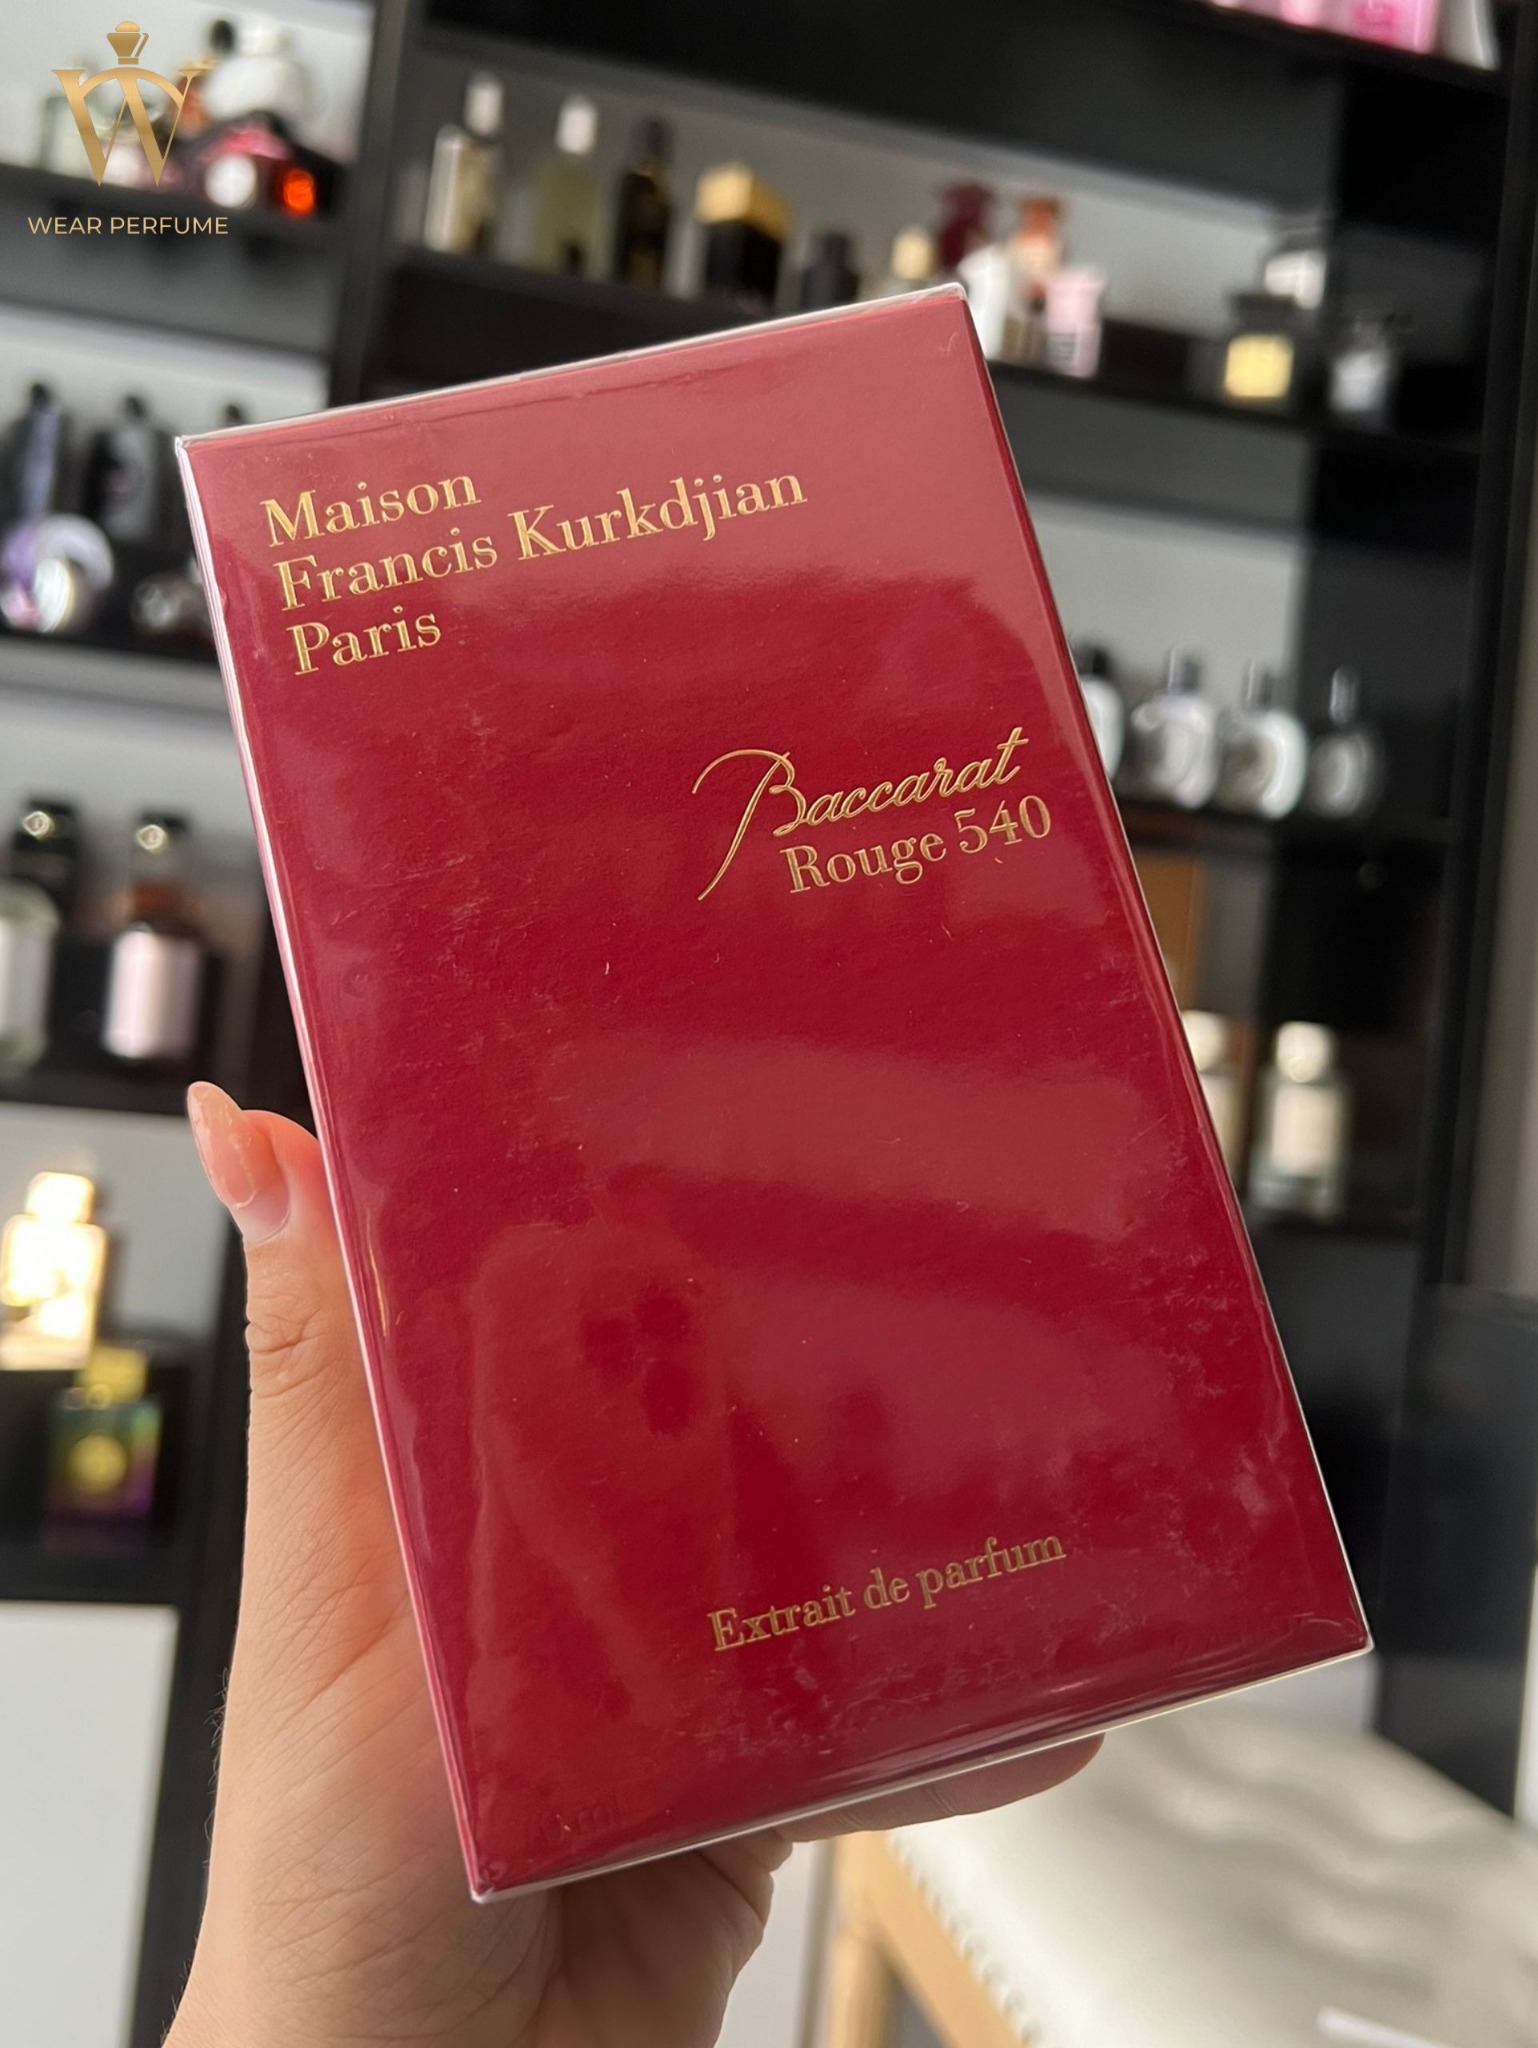 W
WEAR PERFUME
Maison
Francis Kurkdjian
Paris
Baccarat
Rouge 540
Extrait de parfum